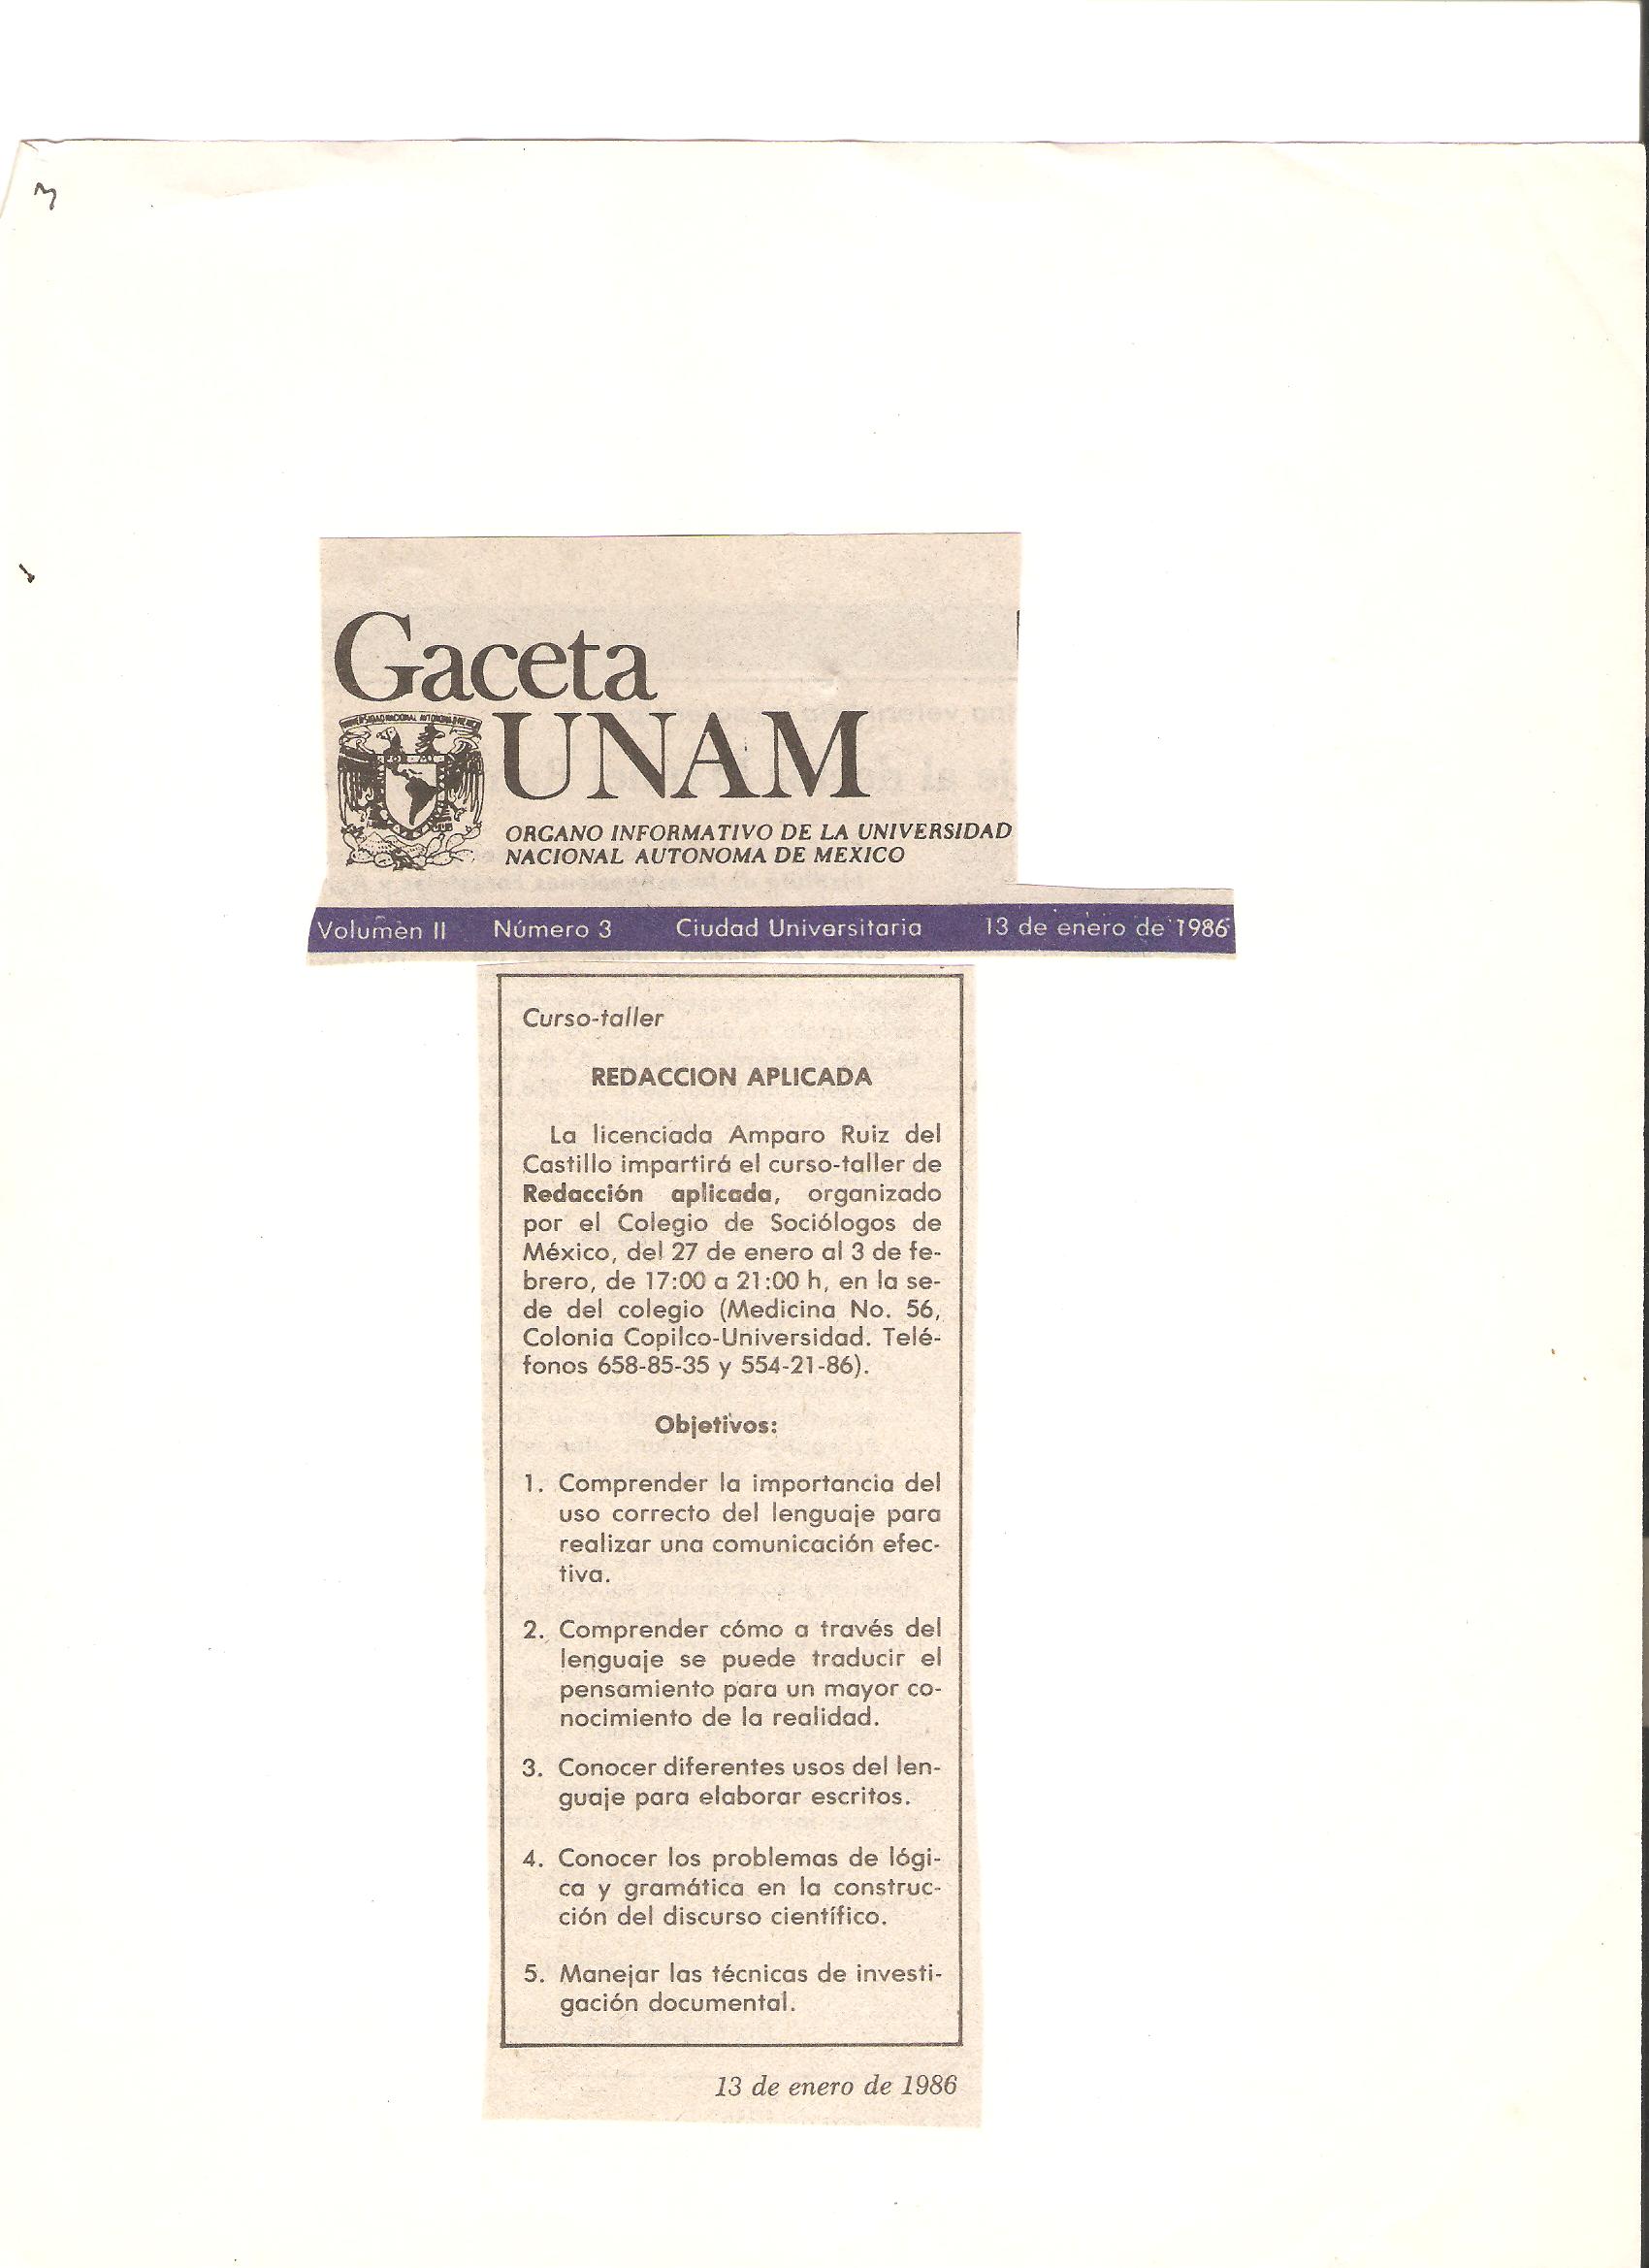 3
Gaceta
UNAM
ORGANO INFORMATIVO DE LA UNIVERSIDAD
NACIONAL AUTONOMA DE MEXICO
Volumen II Número 3 Ciudad Universitaria 13 de enero de 1986
Curso-taller
REDACCION APLICADA
La licenciada Amparo Ruiz del
Castillo impartirá el curso-taller de
Redacción aplicada, organizado
por el Colegio de Sociólogos de
México, del 27 de enero al 3 de fe-
brero, de 17:00 a 21:00 h, en la se-
de del colegio (Medicina No. 56,
Colonia Copilco-Universidad. Telé-
fonos 658-85-35 y 554-21-86).
Objetivos:
1. Comprender la importancia del
uso correcto del lenguaje para
realizar una comunicación efec-
tiva.
2. Comprender cómo a través del
lenguaje se puede traducir el
pensamiento para un mayor co-
nocimiento de la realidad.
3. Conocer diferentes usos del len-
guaje para elaborar escritos.
4. Conocer los problemas de lógi-
ca y gramática en la construc-
ción del discurso científico.
5. Manejar las técnicas de investi-
gación documental.
13 de enero de 1986